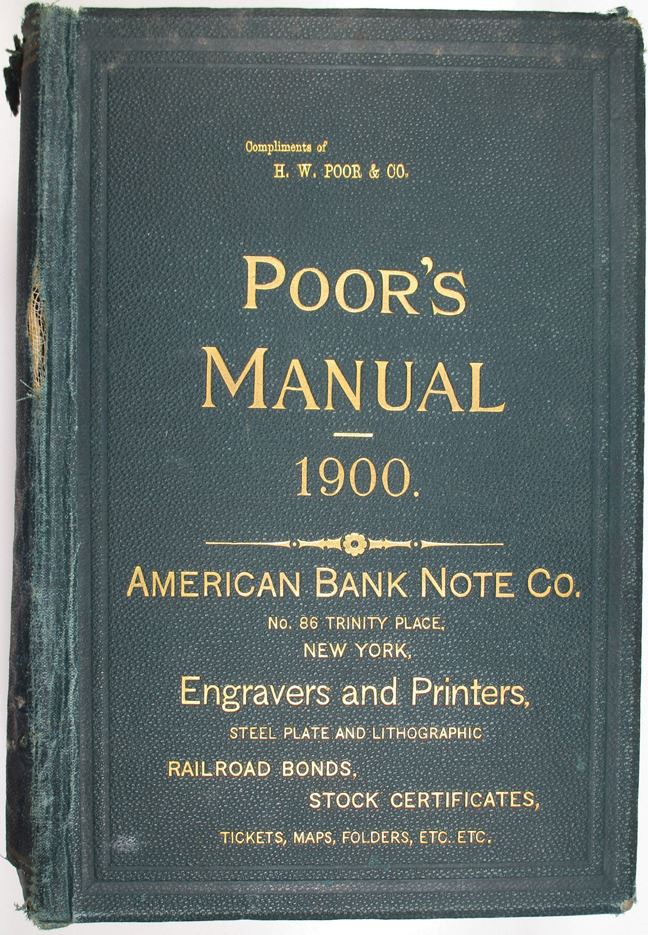 Compliments of
H. W. POOR & CO.
POOR'S
MANUAL
1900.
AMERICAN BANK NOTE CO.
No. 86 TRINITY PLACE,
NEW YORK,
Engravers and Printers,
STEEL PLATE AND LITHOGRAPHIC
RAILROAD BONDS,
STOCK CERTIFICATES,
TICKETS, MAPS, FOLDERS, ETC. ETC.